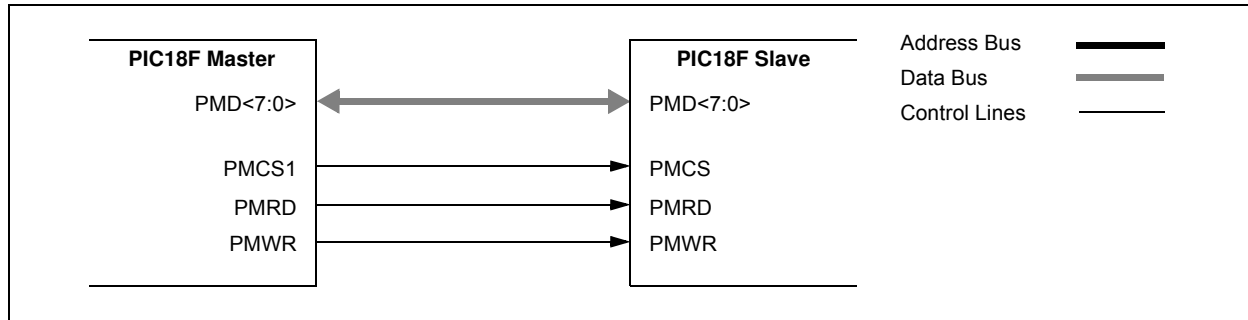 PIC18F Master
PMD<7:0>
PMCS1
PMRD
PMWR
PIC18F Slave
PMD<7:0>
PMCS
PMRD
PMWR
Address Bus
Data Bus
Control Lines